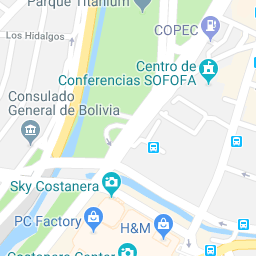 Parque Titanium
COPEC
Los Hidalgos
Centro de
Conferencias SOFOFA
Consulado
General de Bolivia
Sky Costanera
PC Factory
H&M
Costanera Center